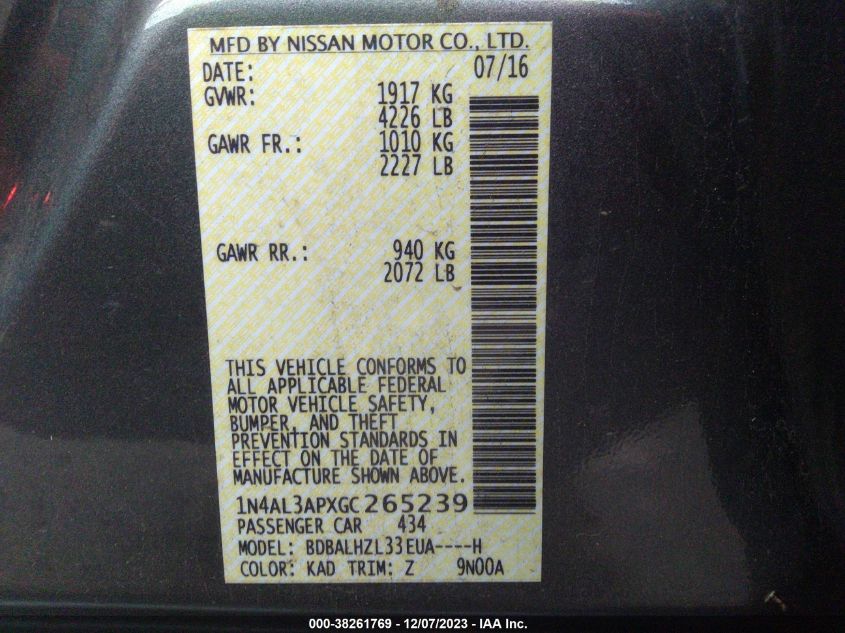 MFD BY NISSAN MOTOR CO., LTD.
DATE: 07/16
GVWR: 1917 KG
4226 LB
GAWR FR.: 1010 KG
2227 LB
GAWR RR.: 940 KG
2072 LB
THIS VEHICLE CONFORMS TO
ALL APPLICABLE FEDERAL
MOTOR VEHICLE SAFETY,
BUMPER, AND THEFT
PREVENTION STANDARDS IN
EFFECT ON THE DATE OF
MANUFACTURE SHOWN ABOVE.
1N4AL3APXGC265239
PASSENGER CAR 434
MODEL: BDBALHZL33EUA----H
COLOR: KAD TRIM: Z 9N00A
000-38261769 — 12/07/2023 — IAA Inc.